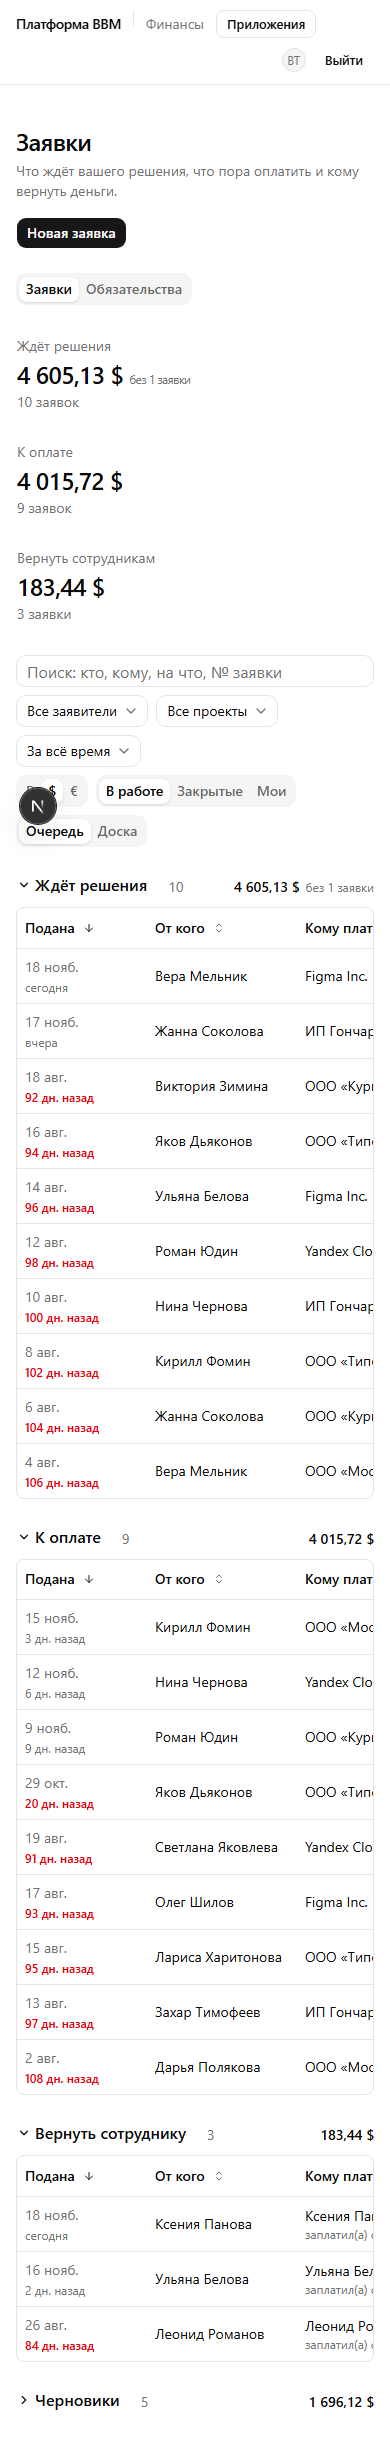 Платформа ВВМ Финансы Приложения
ВТ Выйти
Заявки
Что ждёт вашего решения, что пора оплатить и кому
вернуть деньги.
Новая заявка
Заявки Обязательства
Ждёт решения
4 605,13 $ без 1 заявки
10 заявок
К оплате
4 015,72 $
9 заявок
Вернуть сотрудникам
183,44 $
3 заявки
Поиск: кто, кому, на что, № заявки
Все заявители Все проекты
За всё время
$ € В работе Закрытые Мои
N
Очередь Доска
Ждёт решения 10 4 605,13 $ без 1 заявки
Подана От кого Кому плат
18 нояб.
сегодня
Вера Мельник Figma Inc.
17 нояб.
вчера
Жанна Соколова ИП Гончар
18 авг.
92 дн. назад
Виктория Зимина ООО «Кур
16 авг.
94 дн. назад
Яков Дьяконов ООО «Тип
14 авг.
96 дн. назад
Ульяна Белова Figma Inc.
12 авг.
98 дн. назад
Роман Юдин Yandex Clo
10 авг.
100 дн. назад
Нина Чернова ИП Гончар
8 авг.
102 дн. назад
Кирилл Фомин ООО «Тип
6 авг.
104 дн. назад
Жанна Соколова ООО «Кур
4 авг.
106 дн. назад
Вера Мельник ООО «Мос
К оплате 9 4 015,72 $
Подана От кого Кому плат
15 нояб.
3 дн. назад
Кирилл Фомин ООО «Мос
12 нояб.
6 дн. назад
Нина Чернова Yandex Clo
9 нояб.
9 дн. назад
Роман Юдин ООО «Кур
29 окт.
20 дн. назад
Яков Дьяконов ООО «Тип
19 авг.
91 дн. назад
Светлана Яковлева Yandex Clo
17 авг.
93 дн. назад
Олег Шилов Figma Inc.
15 авг.
95 дн. назад
Лариса Харитонова ООО «Тип
13 авг.
97 дн. назад
Захар Тимофеев ИП Гончар
2 авг.
108 дн. назад
Дарья Полякова ООО «Мос
Вернуть сотруднику 3 183,44 $
Подана От кого Кому плат
18 нояб.
сегодня
Ксения Панова Ксения Па
заплатил(а) с
16 нояб.
2 дн. назад
Ульяна Белова Ульяна Бел
заплатил(а) с
26 авг.
84 дн. назад
Леонид Романов Леонид Ро
заплатил(а) с
Черновики 5 1 696,12 $